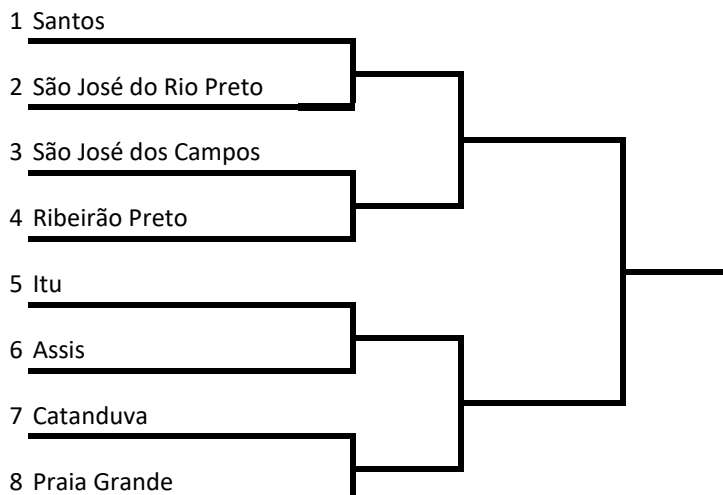 1 Santos
2 São José do Rio Preto
3 São José dos Campos
4 Ribeirão Preto
5 Itu
6 Assis
7 Catanduva
8 Praia Grande